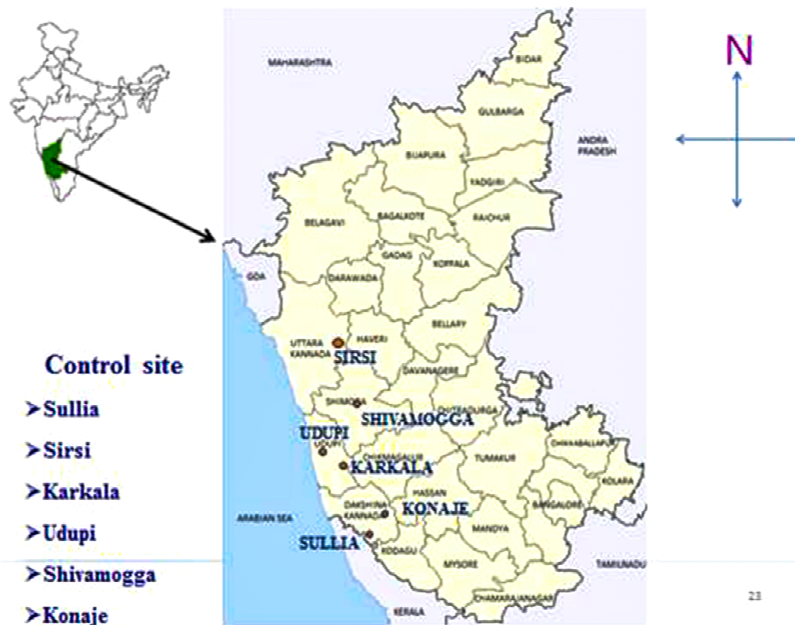 MAHARASHTRA
BIDAR
GULBARGA
ANDRA
PRADESH
BIJAPURA
YADGIRI
BELAGAVI
BAGALKOTE
RAICHUR
GADAG
KOPPALA
GOA
DARAWADA
BELLARY
UTTARA
KANNADA
HAVERI
SIRSI
DAVANAGERE
SHIMOGA
CHITRADURGA
SHIVAMOGGA
UDUPI
UDUPI
CHIKMAGALUR
KARKALA
TUMAKUR
CHIKKABALLAPUR
KOLARA
HASSAN
BANGALORE
DAKSHINA
KANNADA
KONAJE
ARABIAN SEA
MANDYA
SULLIA
KODAGU
MYSORE
TAMILNADU
CHAMARAJANAGAR
KERALA
N
Control site
➢Sullia
➢Sirsi
➢Karkala
➢Udupi
➢Shivamogga
➢Konaje
23